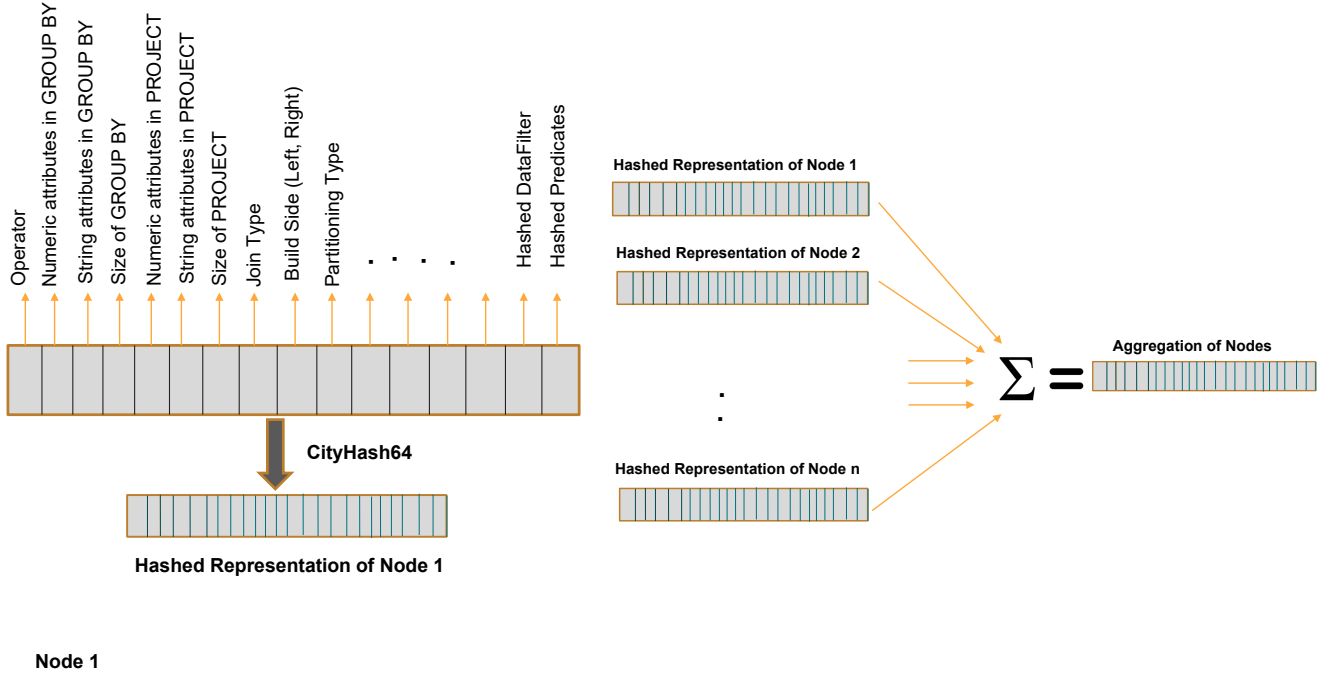 Operator
Numeric attributes in GROUP BY
String attributes in GROUP BY
Size of GROUP BY
Numeric attributes in PROJECT
String attributes in PROJECT
Size of PROJECT
Join Type
Build Side (Left, Right)
Partitioning Type
. . . .
Hashed DataFilter
Hashed Predicates
CityHash64
Hashed Representation of Node 1
Node 1
Hashed Representation of Node 1
Hashed Representation of Node 2
.
.
Hashed Representation of Node n
Σ =
Aggregation of Nodes